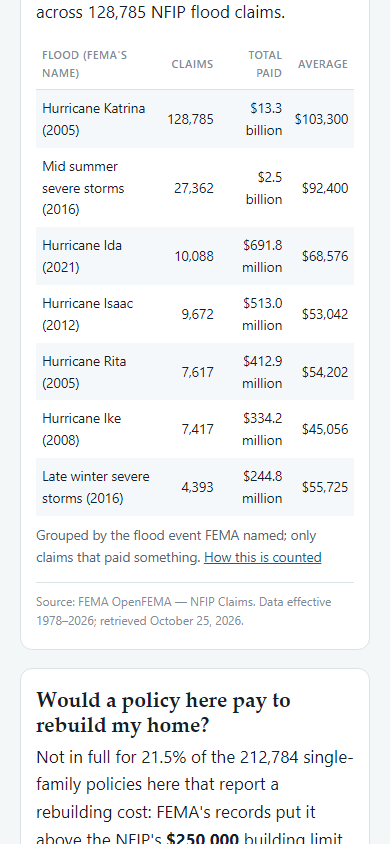 across 128,785 NFIP flood claims.
FLOOD (FEMA'S NAME) CLAIMS TOTAL PAID AVERAGE
Hurricane Katrina (2005) 128,785 $13.3 billion $103,300
Mid summer severe storms (2016) 27,362 $2.5 billion $92,400
Hurricane Ida (2021) 10,088 $691.8 million $68,576
Hurricane Isaac (2012) 9,672 $513.0 million $53,042
Hurricane Rita (2005) 7,617 $412.9 million $54,202
Hurricane Ike (2008) 7,417 $334.2 million $45,056
Late winter severe storms (2016) 4,393 $244.8 million $55,725
Grouped by the flood event FEMA named; only
claims that paid something. How this is counted
Source: FEMA OpenFEMA — NFIP Claims. Data effective
1978–2026; retrieved October 25, 2026.
Would a policy here pay to
rebuild my home?
Not in full for 21.5% of the 212,784 single-
family policies here that report a
rebuilding cost: FEMA's records put it
above the NFIP's $250,000 building limit